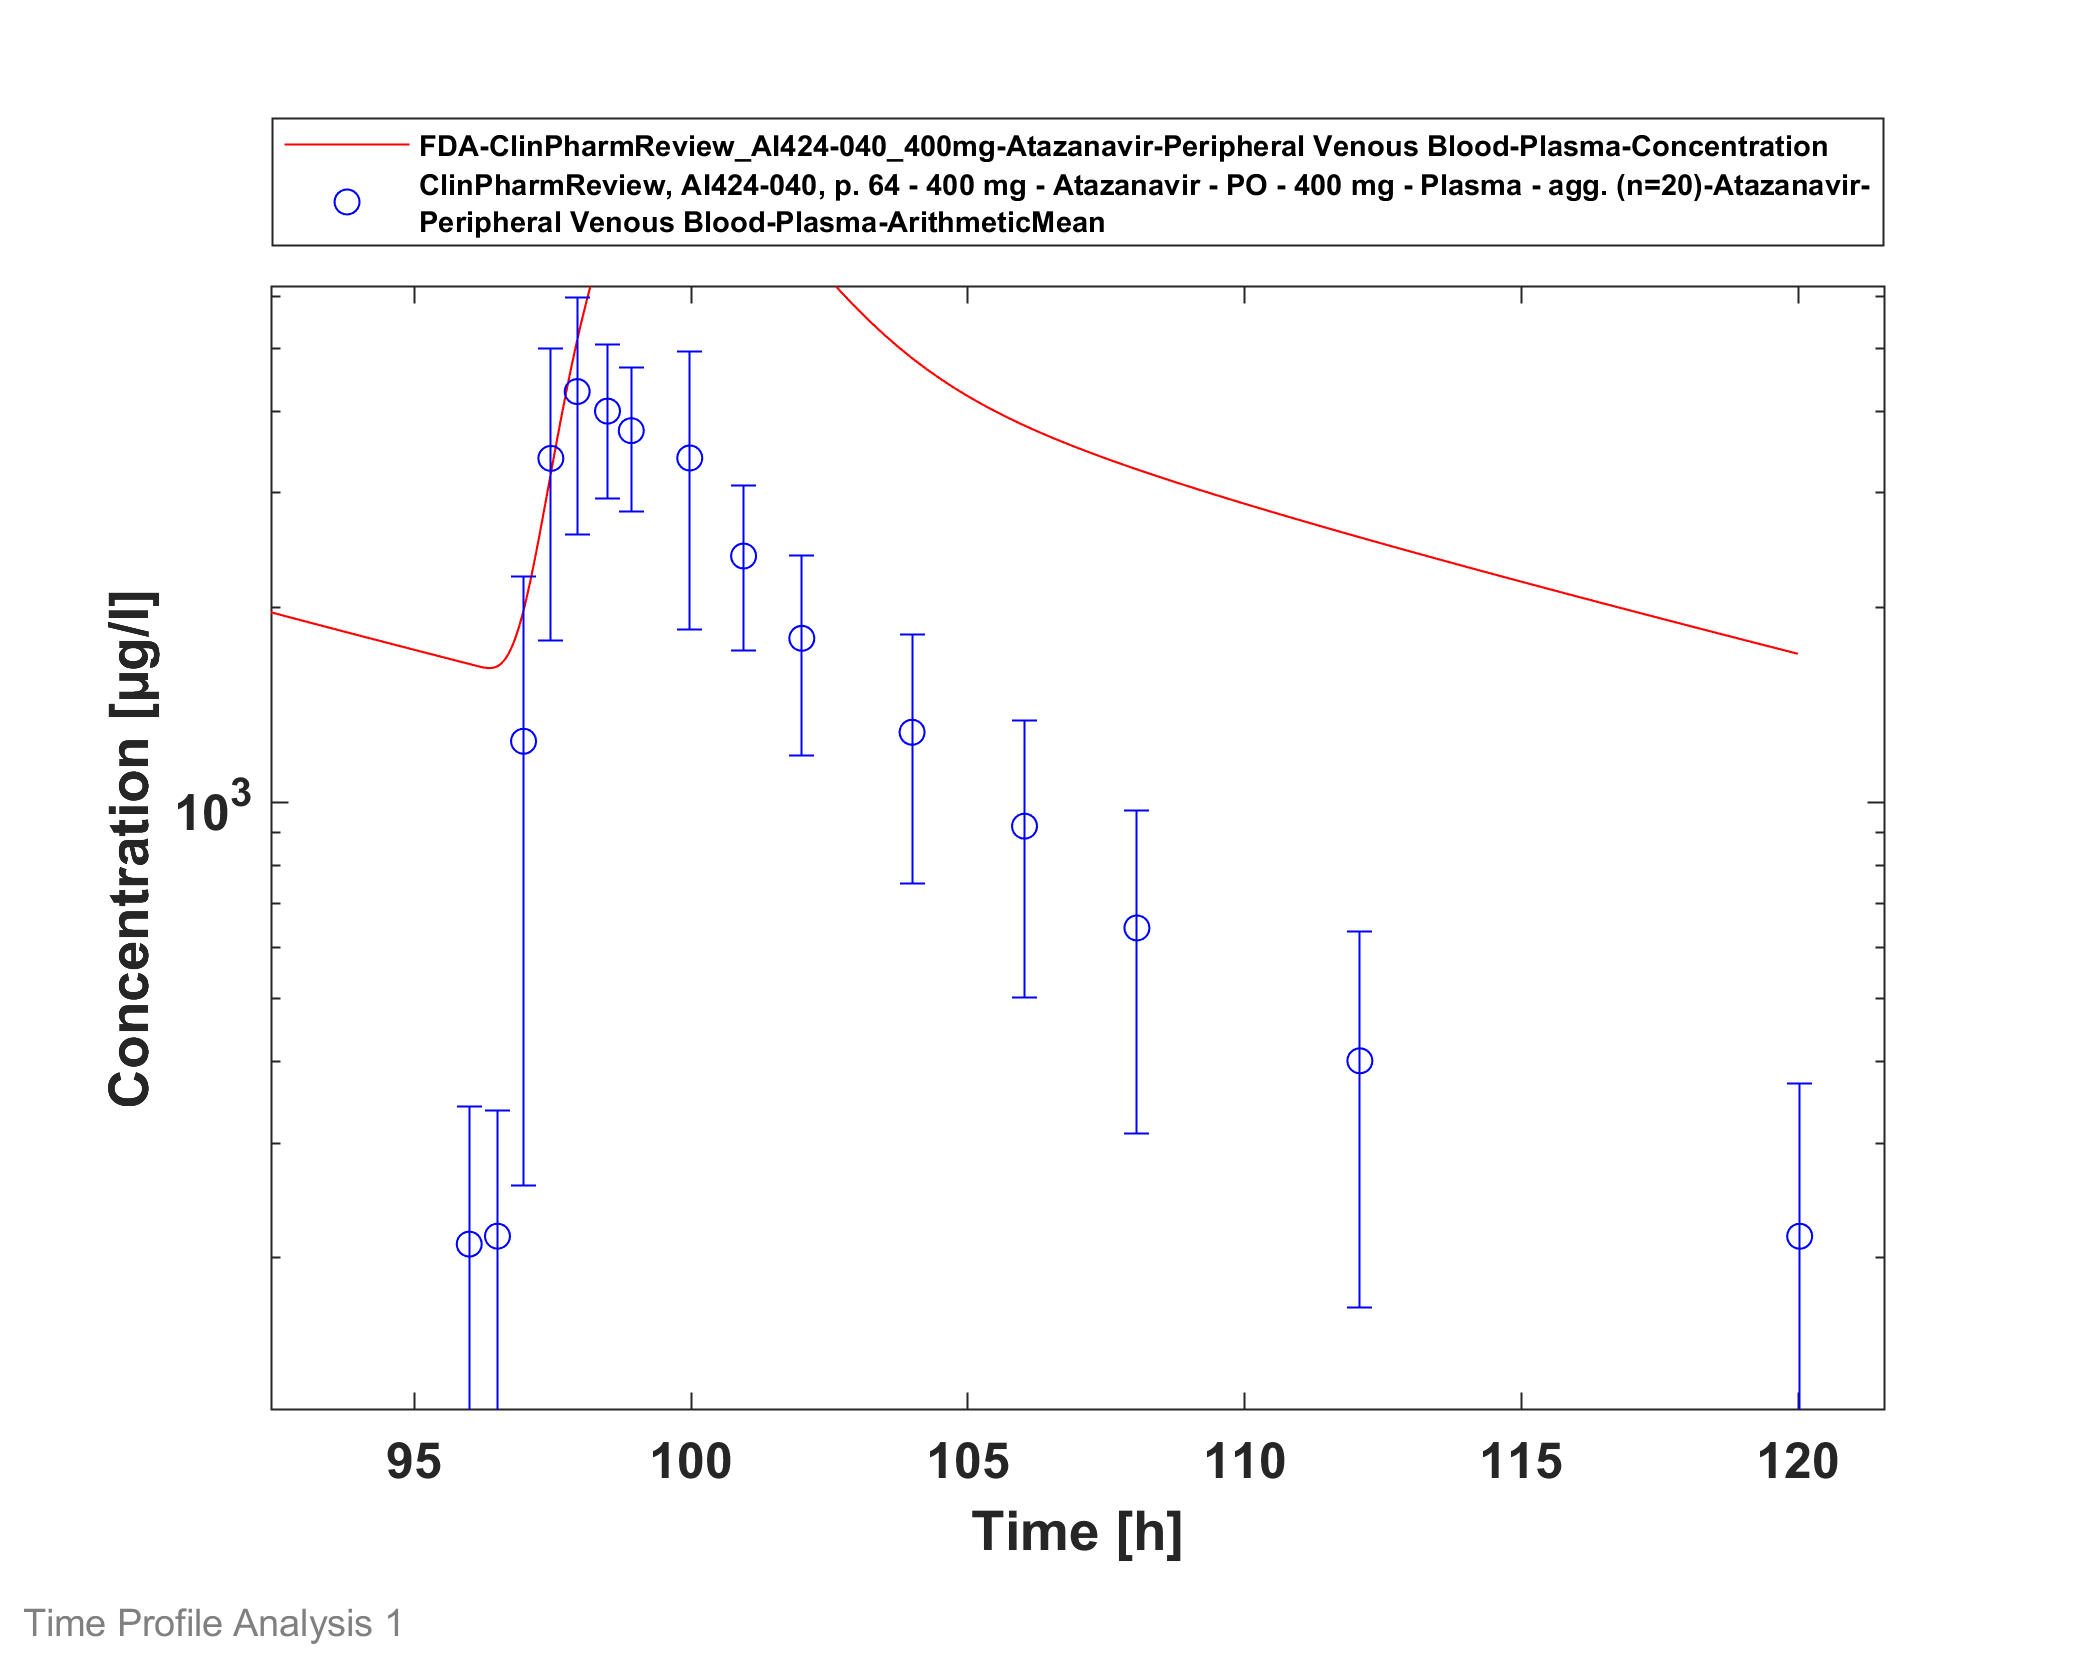 FDA-ClinPharmReview_AI424-040_400mg-Atazanavir-Peripheral Venous Blood-Plasma-Concentration
ClinPharmReview, AI424-040, p. 64 - 400 mg - Atazanavir - PO - 400 mg - Plasma - agg. (n=20)-Atazanavir-
Peripheral Venous Blood-Plasma-ArithmeticMean
Concentration [µg/l]
10³
95 100 105 110 115 120
Time [h]
Time Profile Analysis 1